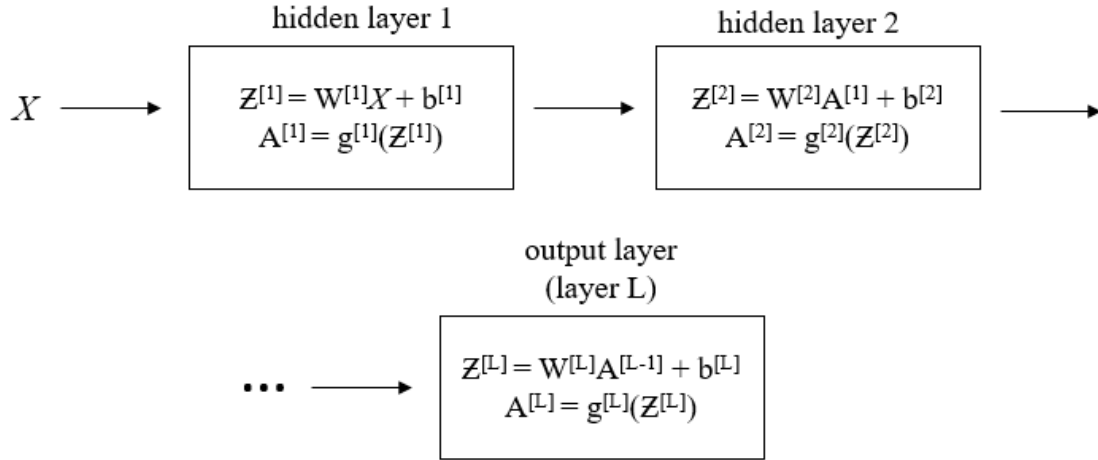 hidden layer 1
hidden layer 2
X
Ƶ[1] = W[1]X + b[1]
A[1] = g[1](Ƶ[1])
Ƶ[2] = W[2]A[1] + b[2]
A[2] = g[2](Ƶ[2])
output layer
(layer L)
...
Ƶ[L] = W[L]A[L-1] + b[L]
A[L] = g[L](Ƶ[L])